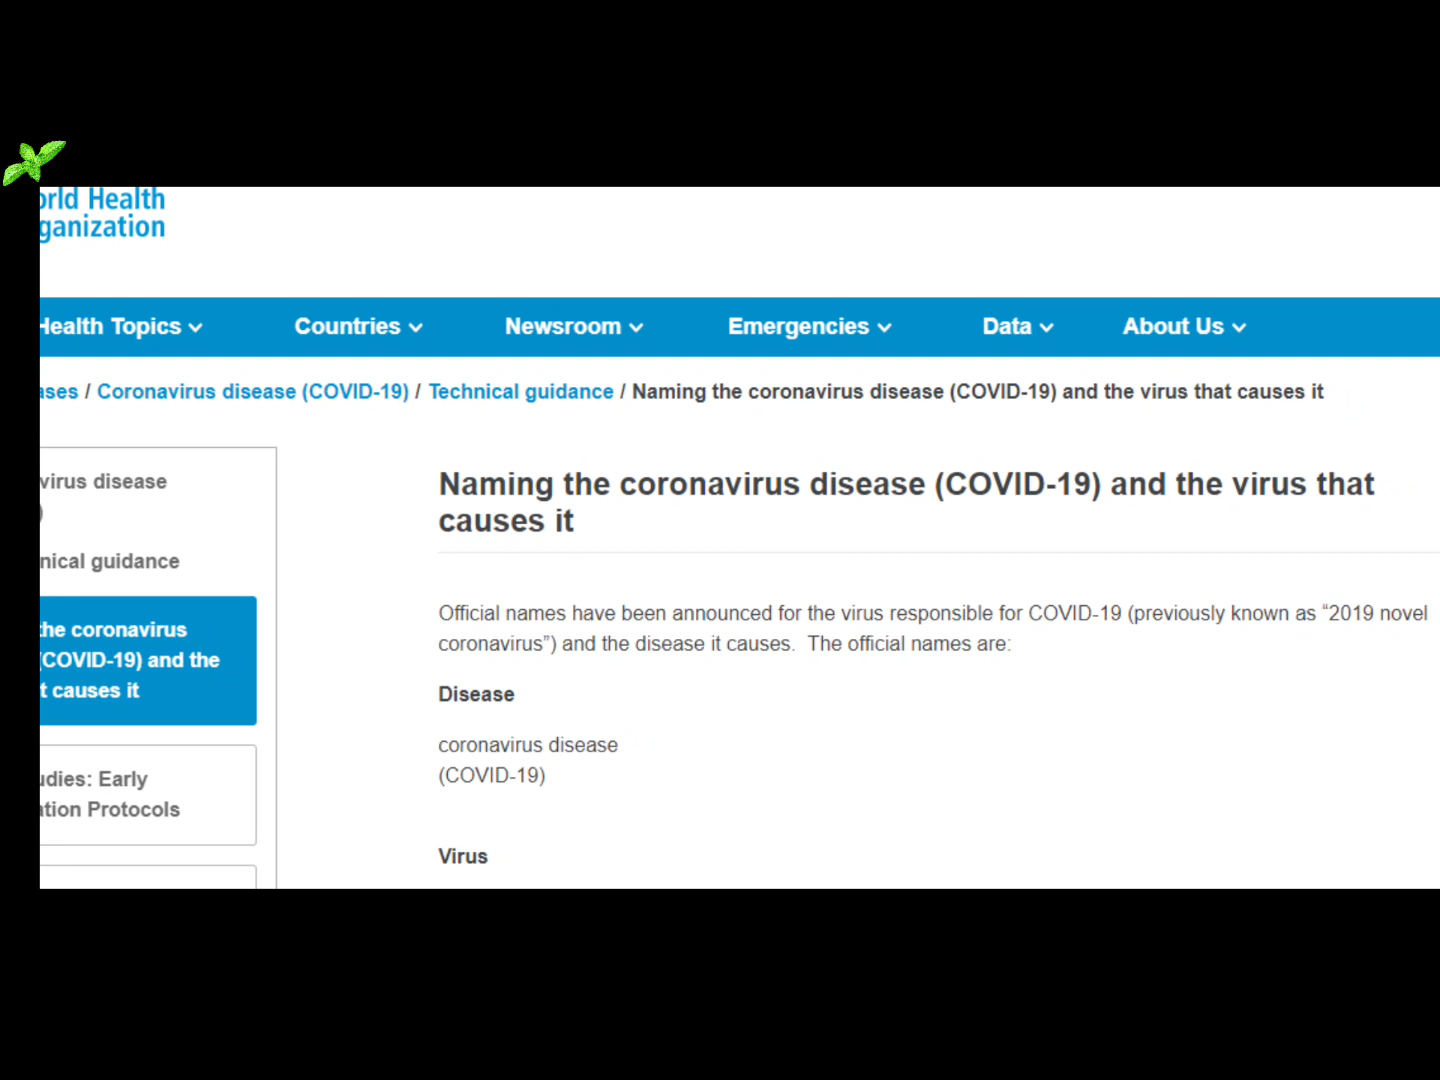 orld Health
ganization
Health Topics Countries Newsroom Emergencies Data About Us
ases / Coronavirus disease (COVID-19) / Technical guidance / Naming the coronavirus disease (COVID-19) and the virus that causes it
virus disease
)
nical guidance
the coronavirus
(COVID-19) and the
t causes it
udies: Early
ation Protocols
Naming the coronavirus disease (COVID-19) and the virus that
causes it
Official names have been announced for the virus responsible for COVID-19 (previously known as “2019 novel
coronavirus”) and the disease it causes.  The official names are:
Disease
coronavirus disease
(COVID-19)
Virus